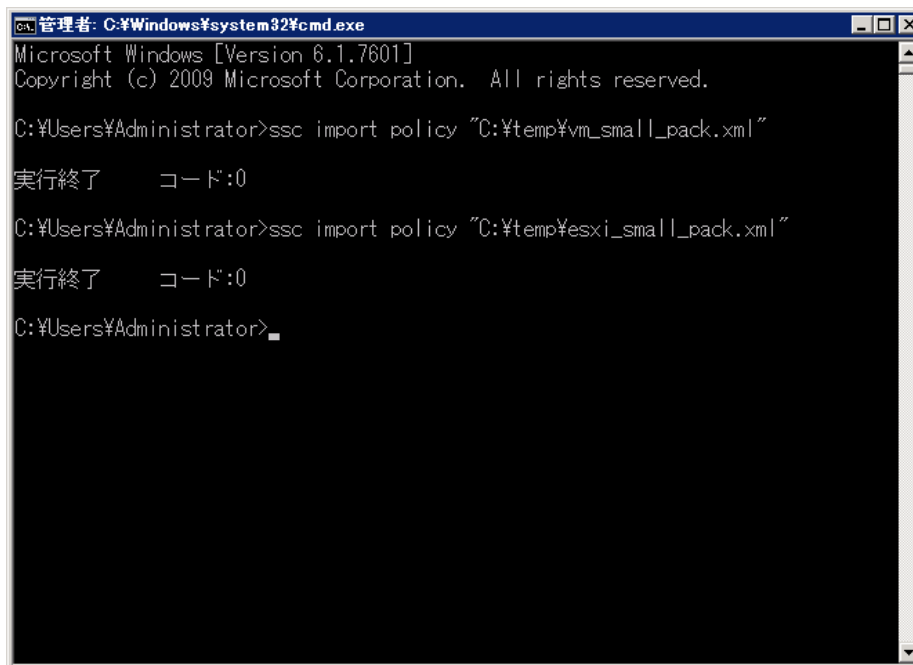 管理者: C:¥Windows¥system32¥cmd.exe
Microsoft Windows [Version 6.1.7601]
Copyright (c) 2009 Microsoft Corporation.  All rights reserved.
C:¥Users¥Administrator>ssc import policy "C:¥temp¥vm_small_pack.xml"
実行終了　　コード:0
C:¥Users¥Administrator>ssc import policy "C:¥temp¥esxi_small_pack.xml"
実行終了　　コード:0
C:¥Users¥Administrator>_